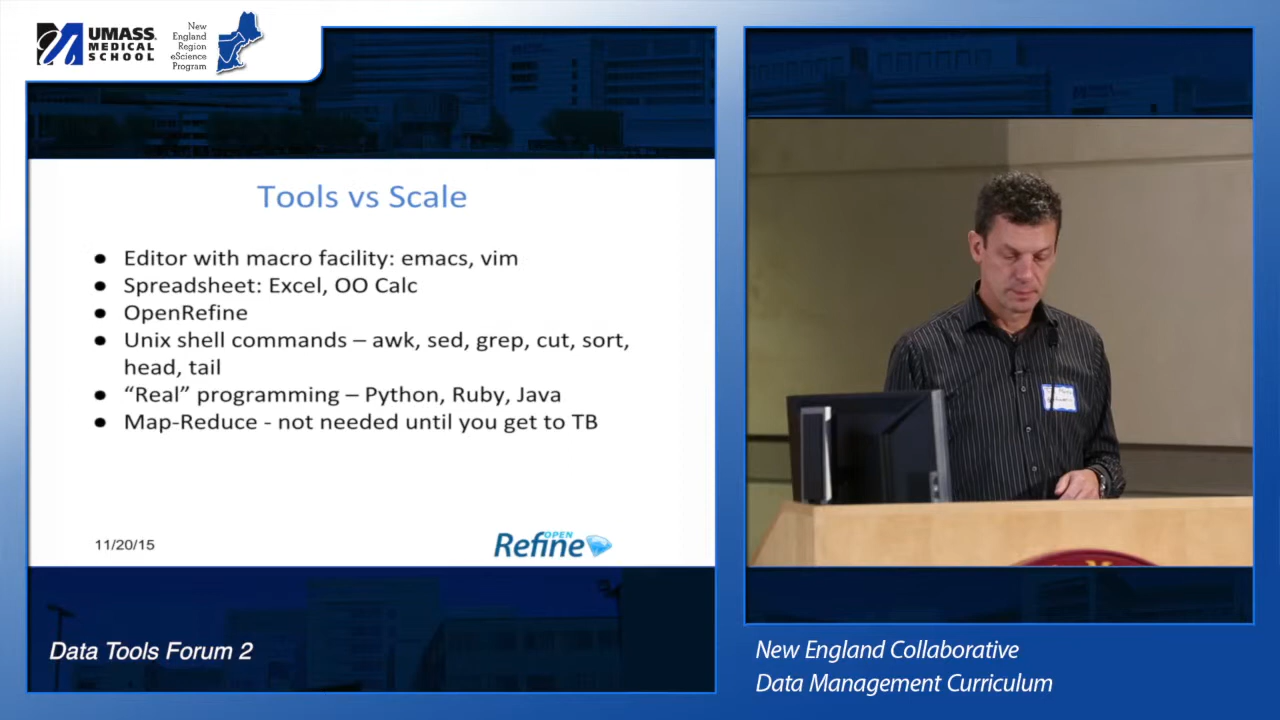 UMASS
MEDICAL
SCHOOL
New
England
Region
eScience
Program
Tools vs Scale
● Editor with macro facility: emacs, vim
● Spreadsheet: Excel, OO Calc
● OpenRefine
● Unix shell commands – awk, sed, grep, cut, sort,
head, tail
● “Real” programming – Python, Ruby, Java
● Map-Reduce - not needed until you get to TB
11/20/15
OPEN
Refine
Data Tools Forum 2
New England Collaborative
Data Management Curriculum